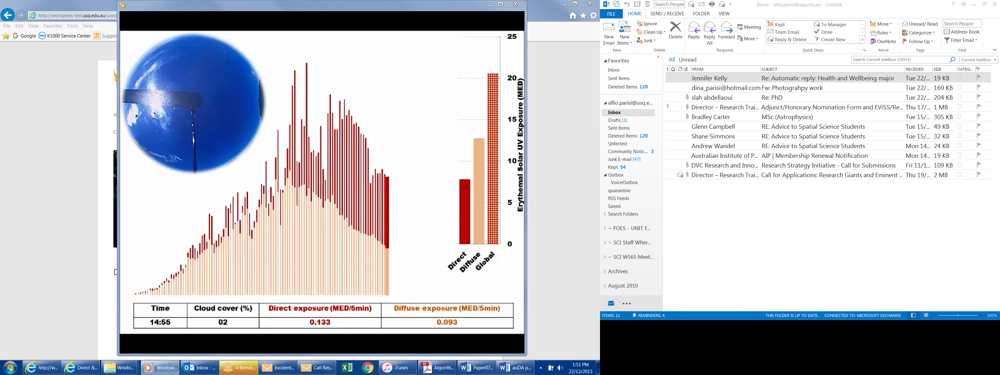 http://wordpress-test.usq.edu.au/uved
File Edit View Favorites Tools Help
Google K1000 Service Center Sugges
25
20
15
10
5
0
Erythemal Solar UV Exposure (MED)
Direct
Diffuse
Global
Time Cloud cover (%) Direct exposure (MED/5min) Diffuse exposure (MED/5min)
14:55 02 0.133 0.093
Search People
Inbox - alfio.parisi@usq.edu.au - Outlook
FILE HOME SEND / RECEIVE FOLDER VIEW
New Email
New Items
Ignore
Clean Up
Junk
Delete
Reply
Reply All
Forward
Meeting
More
Kept
Team Email
Reply & Delete
To Manager
Done
Create New
Move
Rules
OneNote
Unread/ Read
Categorize
Follow Up
Search People
Address Book
Filter Email
New Delete Respond Quick Steps Move Tags Find
Favorites
Inbox
Sent Items
Deleted Items 120
alfio.parisi@usq.e...
Inbox
Drafts [3]
Sent Items
Deleted Items 120
\Infected
Community Notic... 3
Junk E-mail [47]
Kept 34
Outbox
VoiceOutbox
quarantine
RSS Feeds
Saved
Search Folders
~ FOES - UNIT E...
~ SCI Staff Wher...
~ SCI W565 Meet...
Archives
August 2010
All Unread
Search Current Mailbox (Ctrl+E) Current Mailbox
! FROM SUBJECT RECEIVED SIZE CATEG...
Jennifer Kelly Re: Automatic reply: Health and Wellbeing major Tue 22/... 19 KB
dina_parisi@hotmail.com Fw: Photograhpy work Tue 22/... 169 KB
slah abdellaoui Re: PhD Tue 22/... 204 KB
! Director – Research Trai... Adjunct/Honorary Nomination Form and EViSS/Re... Thu 17/... 1 MB
Bradley Carter MSc (Astrophysics) Tue 15/... 305 KB
Glenn Campbell RE: Advice to Spatial Science Students Tue 15/... 49 KB
Shane Simmons RE: Advice to Spatial Science Students Tue 15/... 32 KB
Andrew Wandel RE: Advice to Spatial Science Students Mon 14... 24 KB
Australian Institute of P... AIP | Membership Renewal Notification Mon 14... 19 KB
DVC Research and Inno... Research Strategy Initiative - Call for Submissions Fri 11/1... 109 KB
Director – Research Trai... Call for Applications: Research Giants and Eminent ... Thu 19/... 2 MB
ITEMS: 11 REMINDERS: 4 THIS FOLDER IS UP TO DATE. CONNECTED TO: MICROSOFT EXCHANGE 100%
http://w... Direct &... Windo... Window... Inbox - ... 4 Remin... Incident... Call Res... iTunes Algorith... Paper07... auDA p... 1:51 PM
22/12/2015